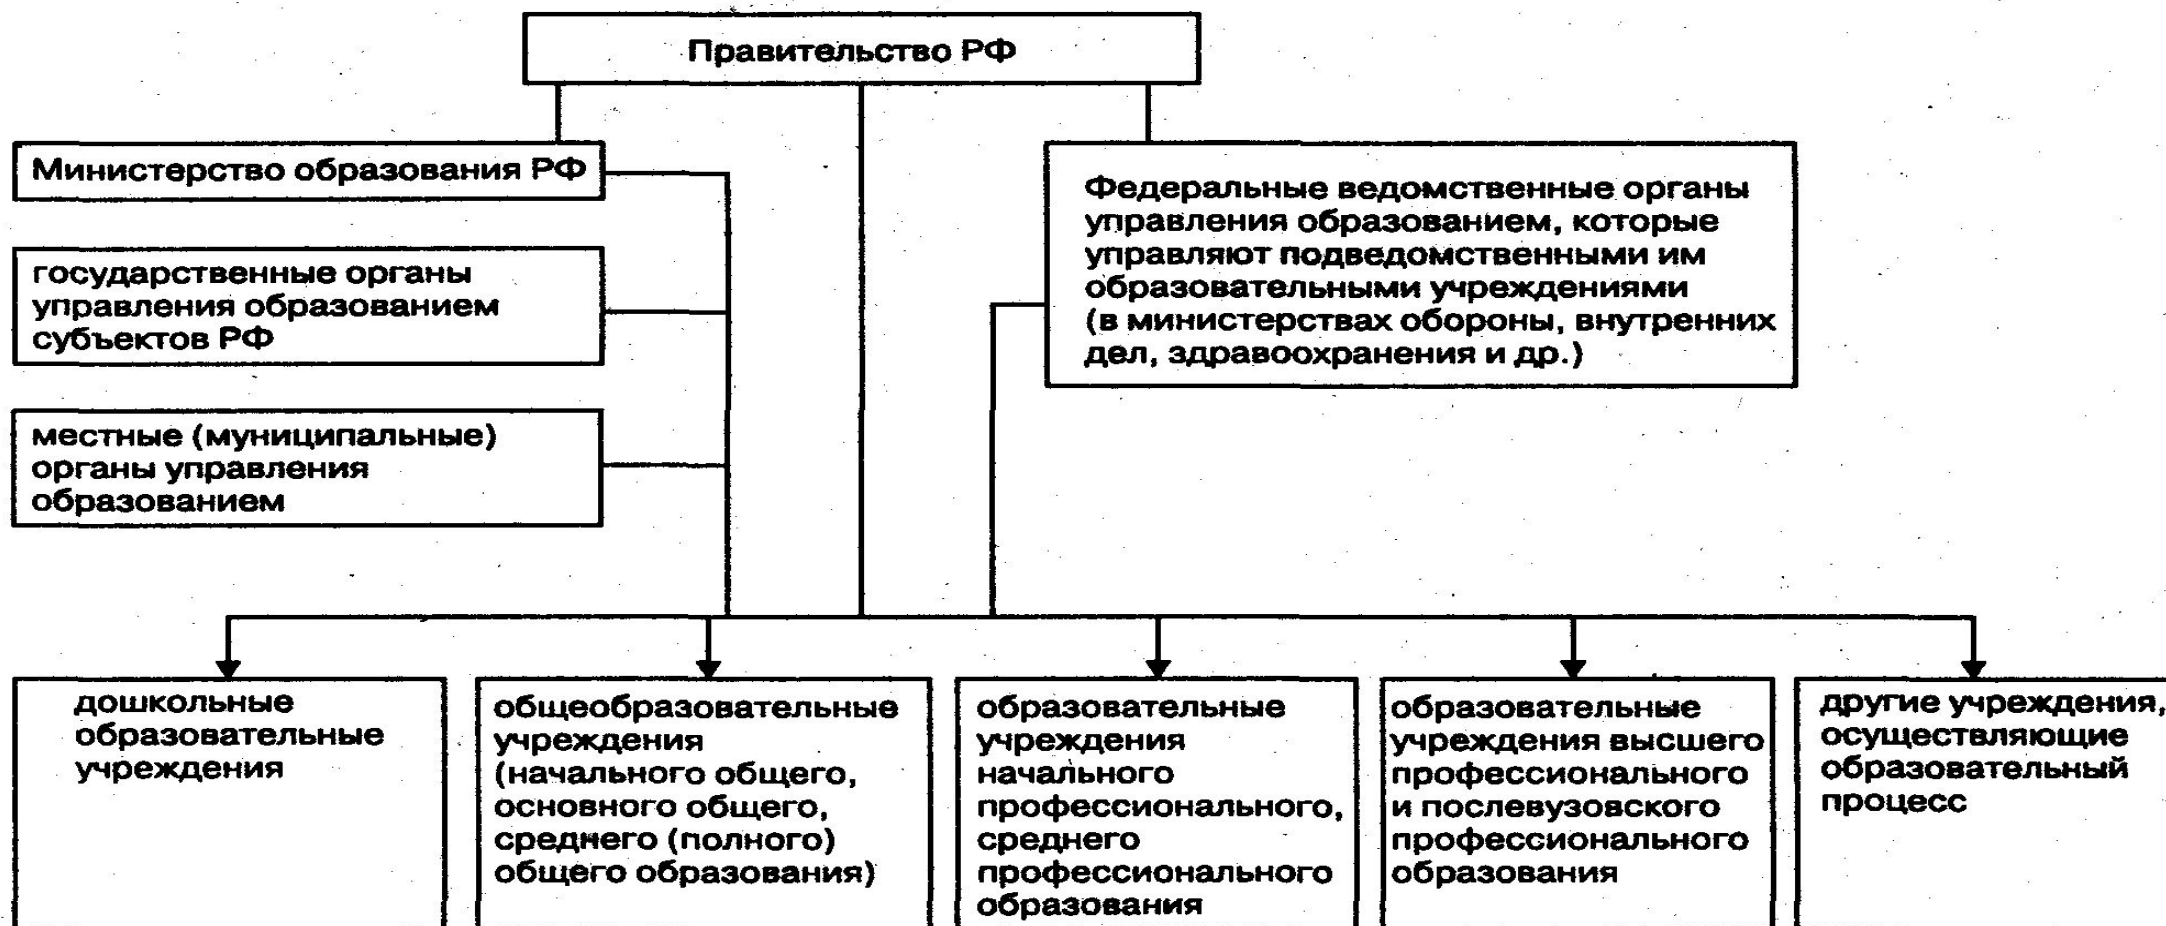 Правительство РФ
Министерство образования РФ
государственные органы
управления образованием
субъектов РФ
местные (муниципальные)
органы управления
образованием
Федеральные ведомственные органы
управления образованием, которые
управляют подведомственными им
образовательными учреждениями
(в министерствах обороны, внутренних
дел, здравоохранения и др.)
дошкольные
образовательные
учреждения
общеобразовательные
учреждения
(начального общего,
основного общего,
среднего (полного)
общего образования)
образовательные
учреждения
начального
профессионального,
среднего
профессионального
образования
образовательные
учреждения высшего
профессионального
и послевузовского
профессионального
образования
другие учреждения,
осуществляющие
образовательный
процесс